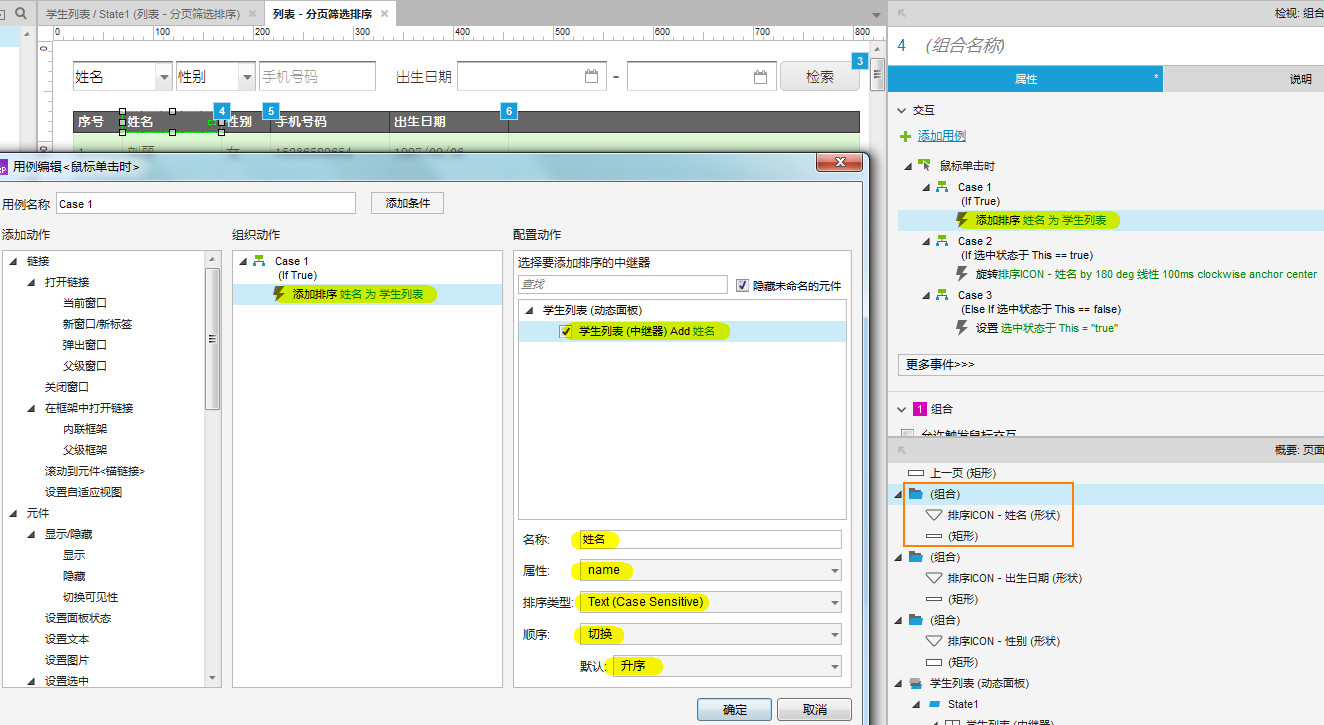 学生列表 / State1 (列表 - 分页筛选排序)
列表 - 分页筛选排序
0 100 200 300 400 500 600 700 800
0
姓名 性别 手机号码 出生日期 - 检索 3
4 5 6
序号 姓名 性别 手机号码 出生日期
用例编辑<鼠标单击时>
用例名称 Case 1 添加条件
添加动作
链接
打开链接
当前窗口
新窗口/新标签
弹出窗口
父级窗口
关闭窗口
在框架中打开链接
内联框架
父级框架
滚动到元件<锚链接>
设置自适应视图
元件
显示/隐藏
显示
隐藏
切换可见性
设置面板状态
设置文本
设置图片
设置选中
组织动作
Case 1
(If True)
添加排序 姓名 为 学生列表
配置动作
选择要添加排序的中继器
查找 隐藏未命名的元件
学生列表 (动态面板)
学生列表 (中继器) Add 姓名
名称: 姓名
属性: name
排序类型: Text (Case Sensitive)
顺序: 切换
默认: 升序
确定 取消
检视: 组合
4 (组合名称)
属性 * 说明
交互
添加用例
鼠标单击时
Case 1
(If True)
添加排序 姓名 为 学生列表
Case 2
(If 选中状态于 This == true)
旋转排序ICON - 姓名 by 180 deg 线性 100ms clockwise anchor center
Case 3
(Else If 选中状态于 This == false)
设置 选中状态于 This = "true"
更多事件>>>
1 组合
允许触发鼠标交互
概要: 页面
上一页 (矩形)
(组合)
排序ICON - 姓名 (形状)
(矩形)
(组合)
排序ICON - 出生日期 (形状)
(矩形)
(组合)
排序ICON - 性别 (形状)
(矩形)
学生列表 (动态面板)
State1
学生列表 (中继器)